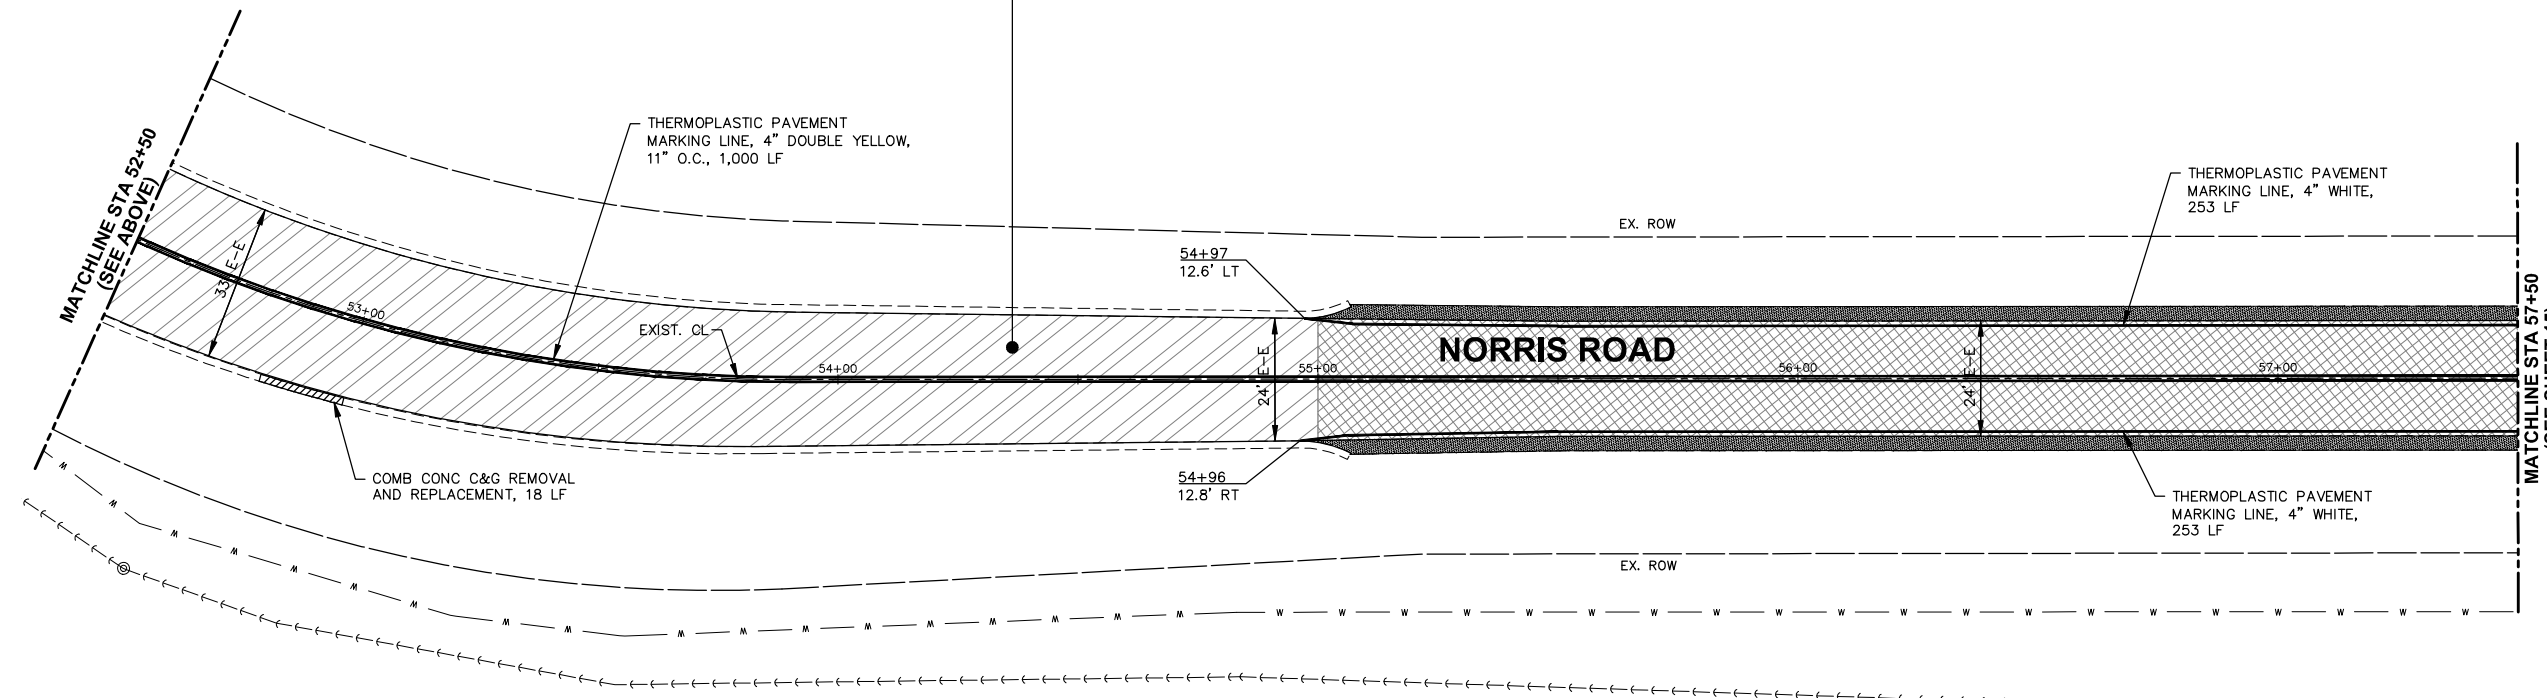 MATCHLINE STA 52+50
(SEE ABOVE)
33' E-E
53+00
THERMOPLASTIC PAVEMENT
MARKING LINE, 4" DOUBLE YELLOW,
11" O.C., 1,000 LF
EXIST. CL
COMB CONC C&G REMOVAL
AND REPLACEMENT, 18 LF
54+00
54+97
12.6' LT
24' E-E
55+00
54+96
12.8' RT
NORRIS ROAD
EX. ROW
56+00
24' E-E
57+00
THERMOPLASTIC PAVEMENT
MARKING LINE, 4" WHITE,
253 LF
THERMOPLASTIC PAVEMENT
MARKING LINE, 4" WHITE,
253 LF
EX. ROW
W W W W W W W W W W W W W W W W W W W W W W W W W W W W W W W W W W W W W W W
MATCHLINE STA 57+50